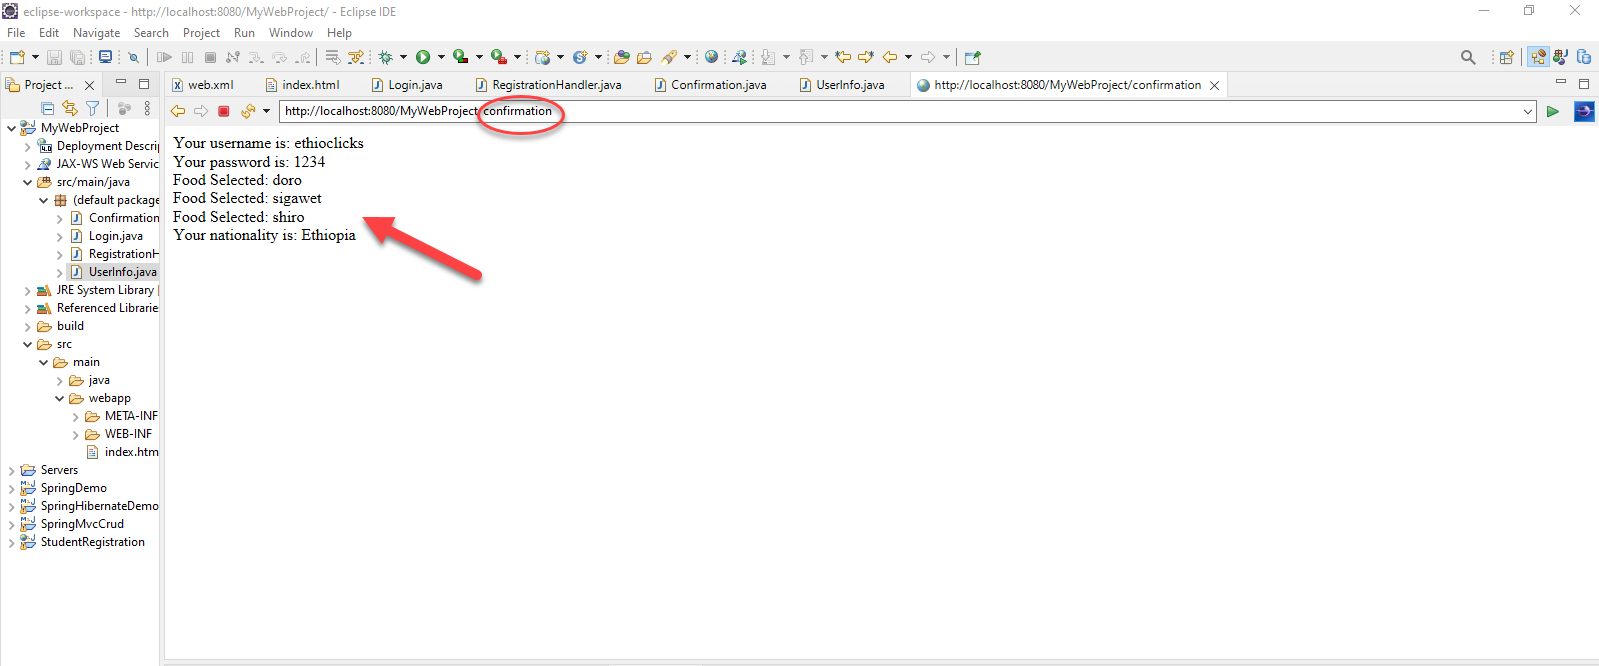 eclipse-workspace - http://localhost:8080/MyWebProject/ - Eclipse IDE
File Edit Navigate Search Project Run Window Help
Project ...
web.xml index.html Login.java RegistrationHandler.java Confirmation.java UserInfo.java http://localhost:8080/MyWebProject/confirmation
http://localhost:8080/MyWebProject/confirmation
MyWebProject
Deployment Descrip
JAX-WS Web Servic
src/main/java
(default package
Confirmation
Login.java
RegistrationH
UserInfo.java
JRE System Library [
Referenced Librarie
build
src
main
java
webapp
META-INF
WEB-INF
index.htm
Servers
SpringDemo
SpringHibernateDemo
SpringMvcCrud
StudentRegistration
Your username is: ethioclicks
Your password is: 1234
Food Selected: doro
Food Selected: sigawet
Food Selected: shiro
Your nationality is: Ethiopia